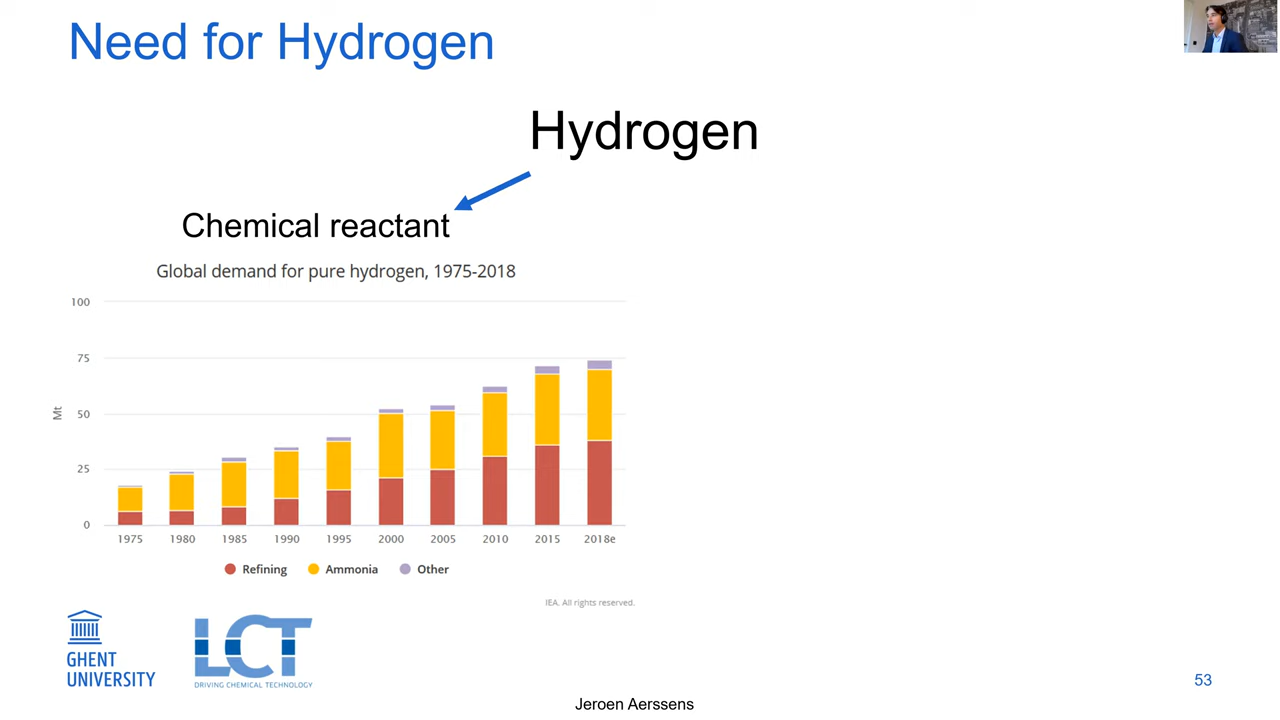 Need for Hydrogen
Hydrogen
Chemical reactant
Global demand for pure hydrogen, 1975-2018
100
75
50
25
0
Mt
1975 1980 1985 1990 1995 2000 2005 2010 2015 2018e
Refining Ammonia Other
IEA. All rights reserved.
GHENT
UNIVERSITY
LCT
DRIVING CHEMICAL TECHNOLOGY
53
Jeroen Aerssens